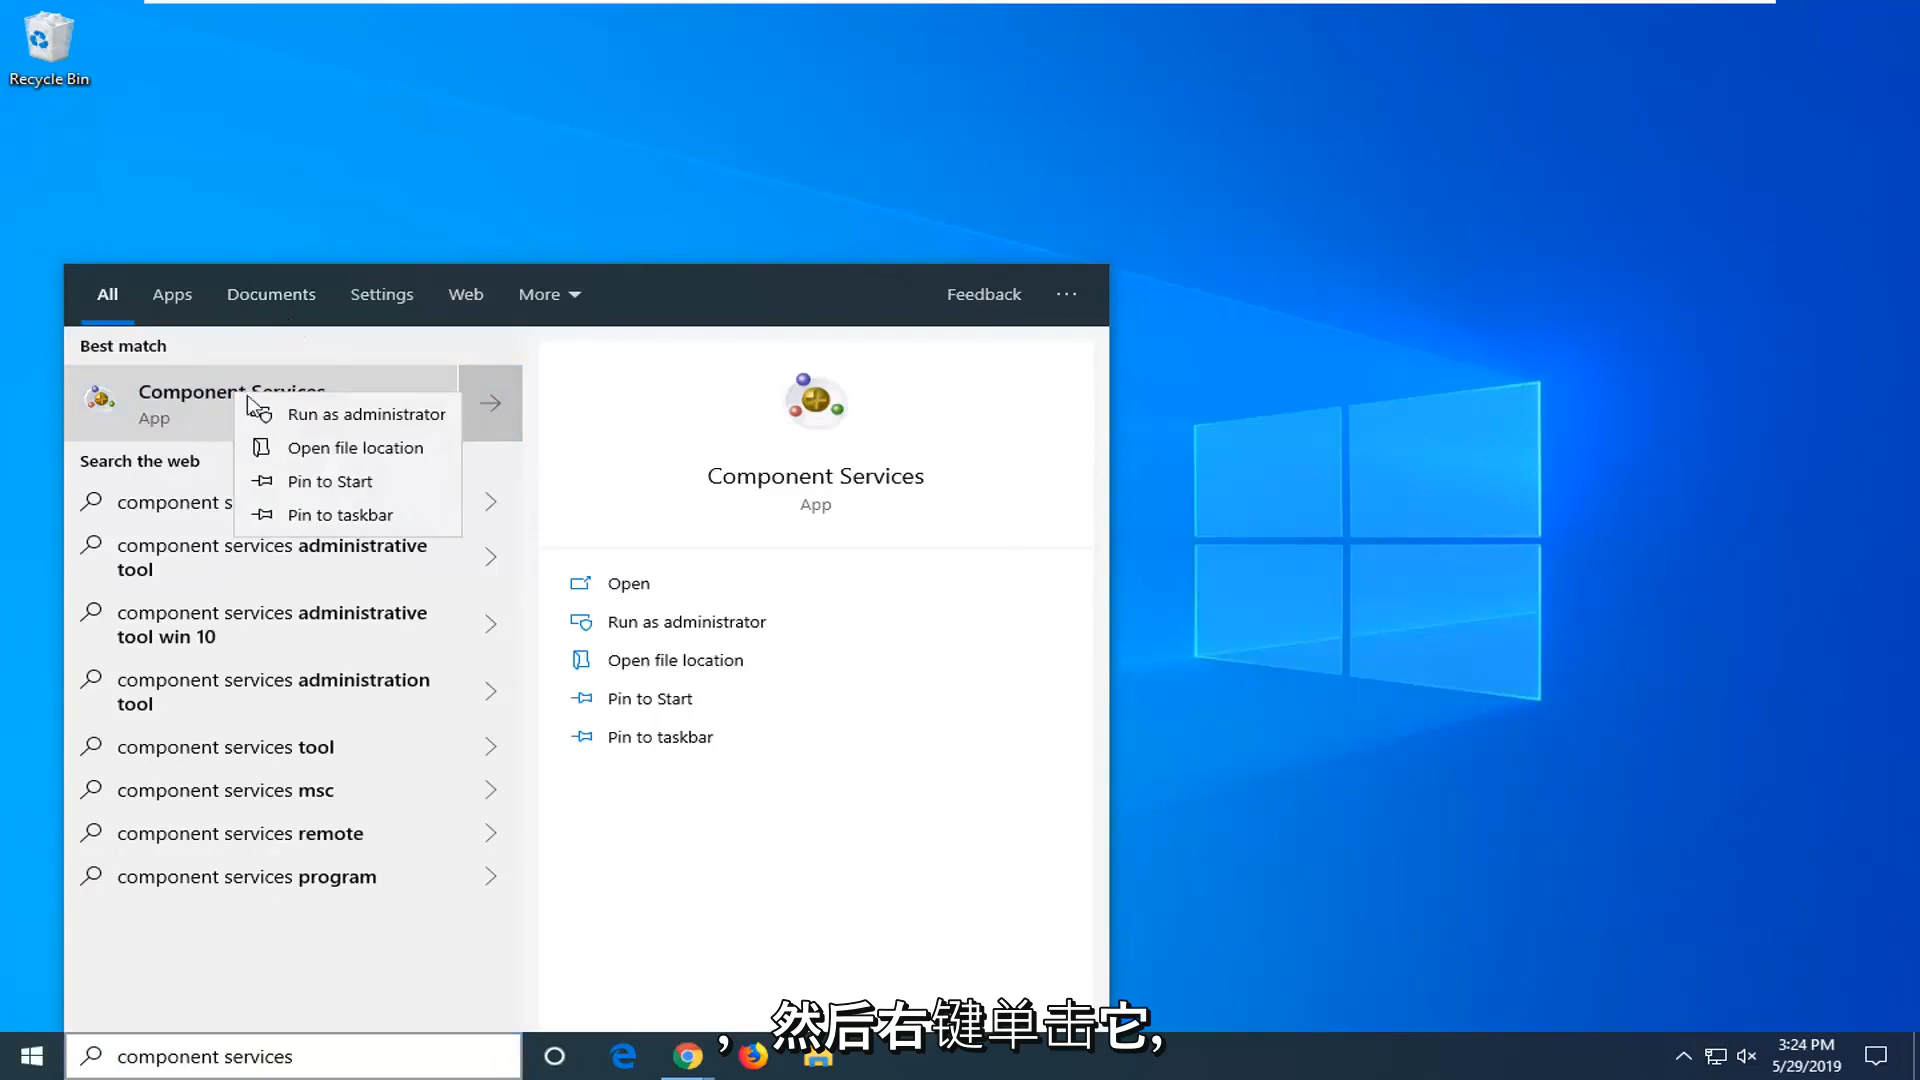 Recycle Bin
All Apps Documents Settings Web More Feedback
Best match
Component Services
App
Run as administrator
Open file location
Pin to Start
Pin to taskbar
Search the web
component s
component services administrative
tool
component services administrative
tool win 10
component services administration
tool
component services tool
component services msc
component services remote
component services program
Component Services
App
Open
Run as administrator
Open file location
Pin to Start
Pin to taskbar
，然后右键单击它,
component services
3:24 PM
5/29/2019